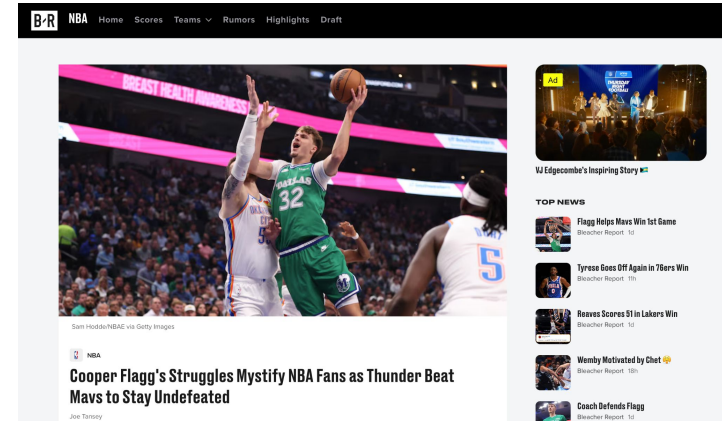 B/R NBA Home Scores Teams Rumors Highlights Draft
BREAST HEALTH AWARENESS
BREAST
DALLAS
32
5
Ad
THURSDAY
NIGHT
FOOTBALL
VJ Edgecombe's Inspiring Story
TOP NEWS
Flagg Helps Mavs Win 1st Game
Bleacher Report 1d
Tyrese Goes Off Again in 76ers Win
Bleacher Report 11h
Reaves Scores 51 in Lakers Win
Bleacher Report 1d
Wemby Motivated by Chet
Bleacher Report 18h
Coach Defends Flagg
Bleacher Report 1d
Sam Hodde/NBAE via Getty Images
NBA
Cooper Flagg's Struggles Mystify NBA Fans as Thunder Beat
Mavs to Stay Undefeated
Joe Tansey